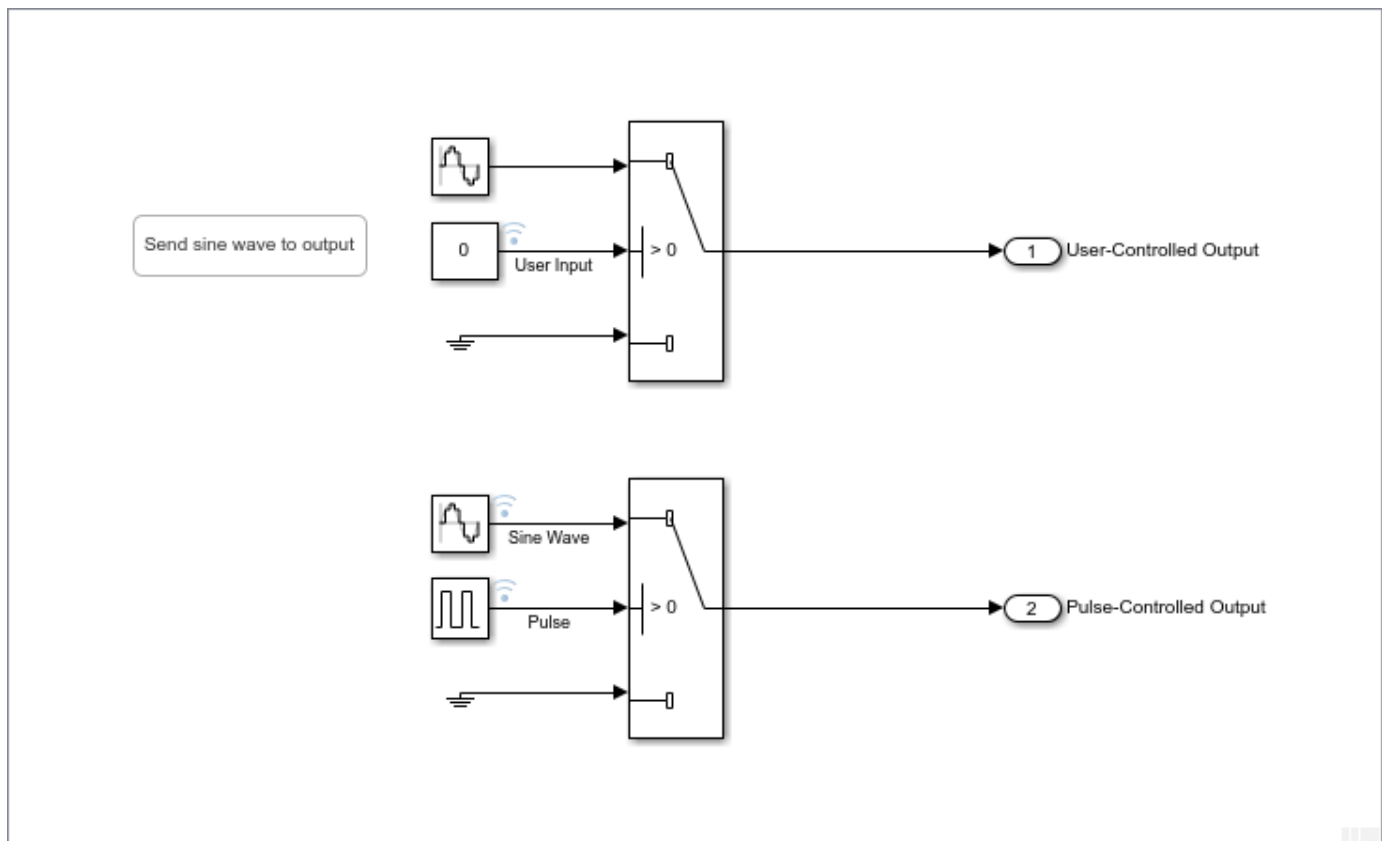 Send sine wave to output
0
User Input
> 0
1
User-Controlled Output
Sine Wave
Pulse
> 0
2
Pulse-Controlled Output